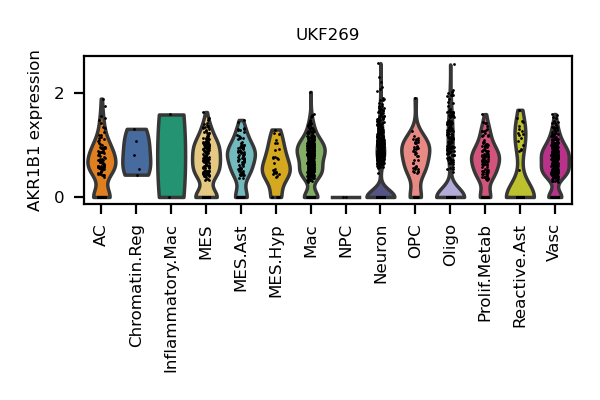 UKF269
AKR1B1 expression
2
0
AC
Chromatin.Reg
Inflammatory.Mac
MES
MES.Ast
MES.Hyp
Mac
NPC
Neuron
OPC
Oligo
Prolif.Metab
Reactive.Ast
Vasc